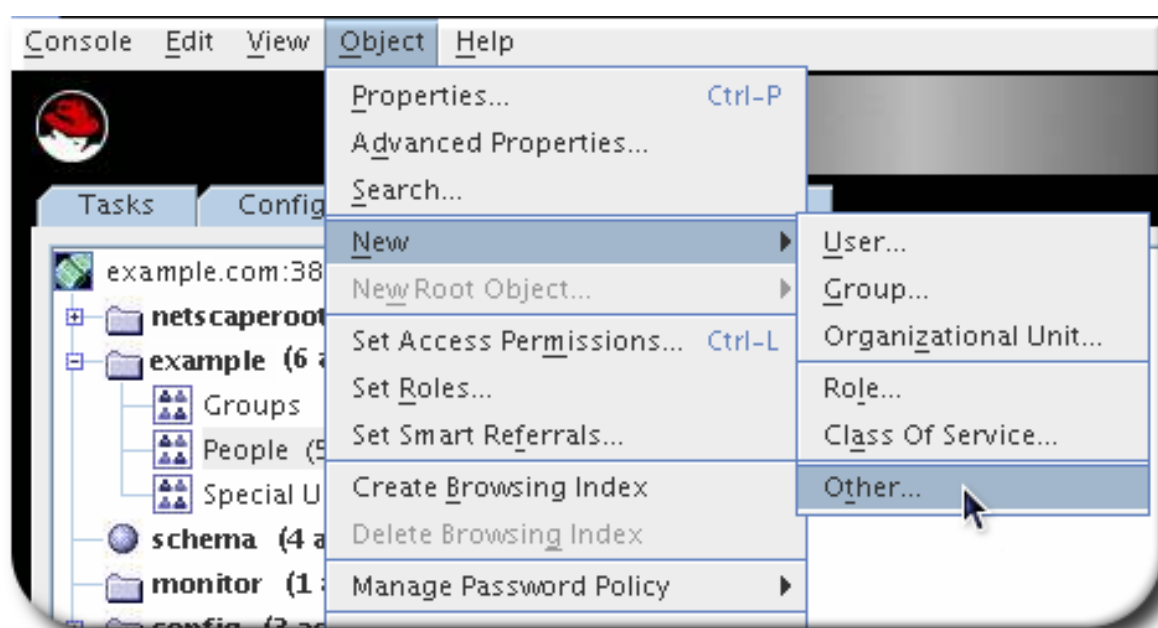 Console Edit View Object Help
Properties... Ctrl-P
Advanced Properties...
Search...
New
New Root Object...
Set Access Permissions... Ctrl-L
Set Roles...
Set Smart Referrals...
Create Browsing Index
Delete Browsing Index
Manage Password Policy
User...
Group...
Organizational Unit...
Role...
Class Of Service...
Other...
Tasks Config
example.com:38
netscaperoot
example (6 a
Groups
People (5
Special U
schema (4 a
monitor (1
config (3 ac